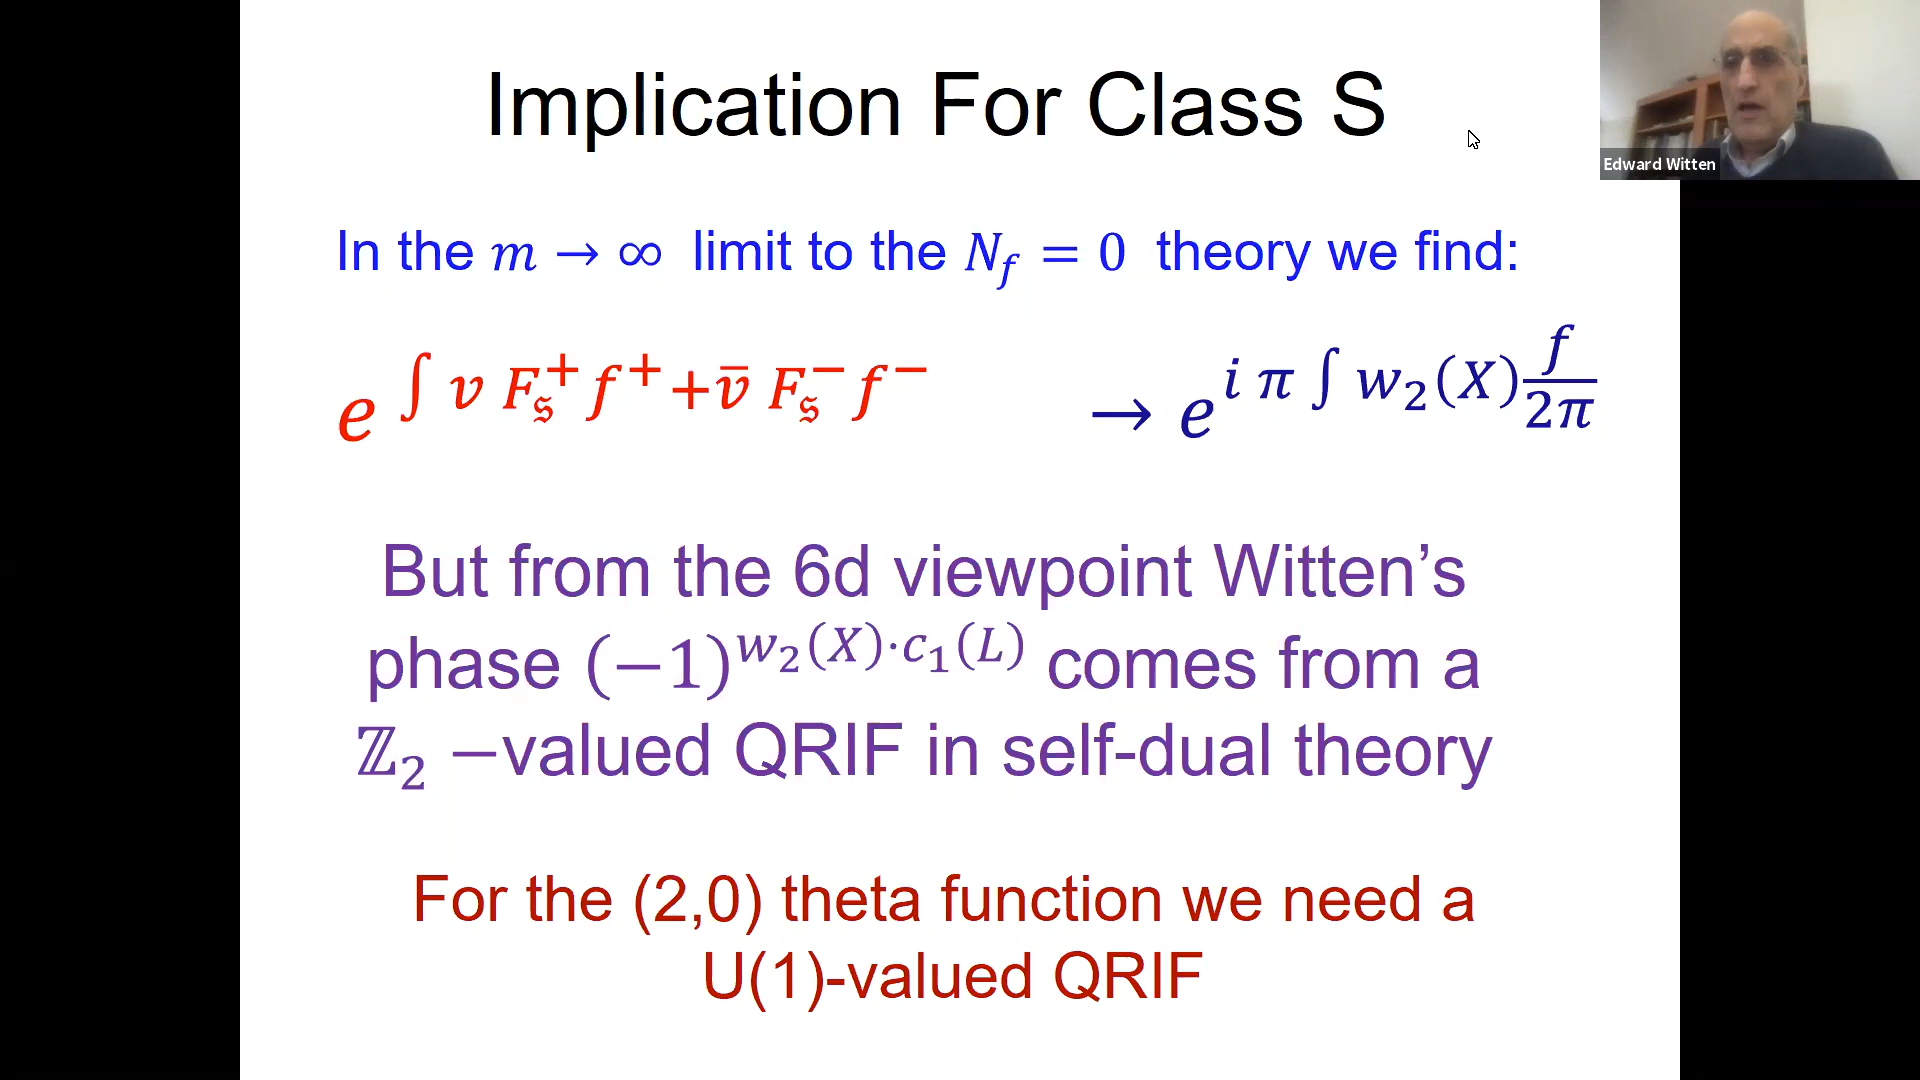 Implication For Class S
Edward Witten
In the 𝑚 → ∞ limit to the 𝑁_f = 0 theory we find:
e^{∫ v F_𝔰^+ f^+ + v̄ F_𝔰^- f^-} → e^{i π ∫ w_2(X) \frac{f}{2π}}
But from the 6d viewpoint Witten’s
phase (−1)^{w_2(X)·c_1(L)} comes from a
ℤ_2 −valued QRIF in self-dual theory
For the (2,0) theta function we need a
U(1)-valued QRIF